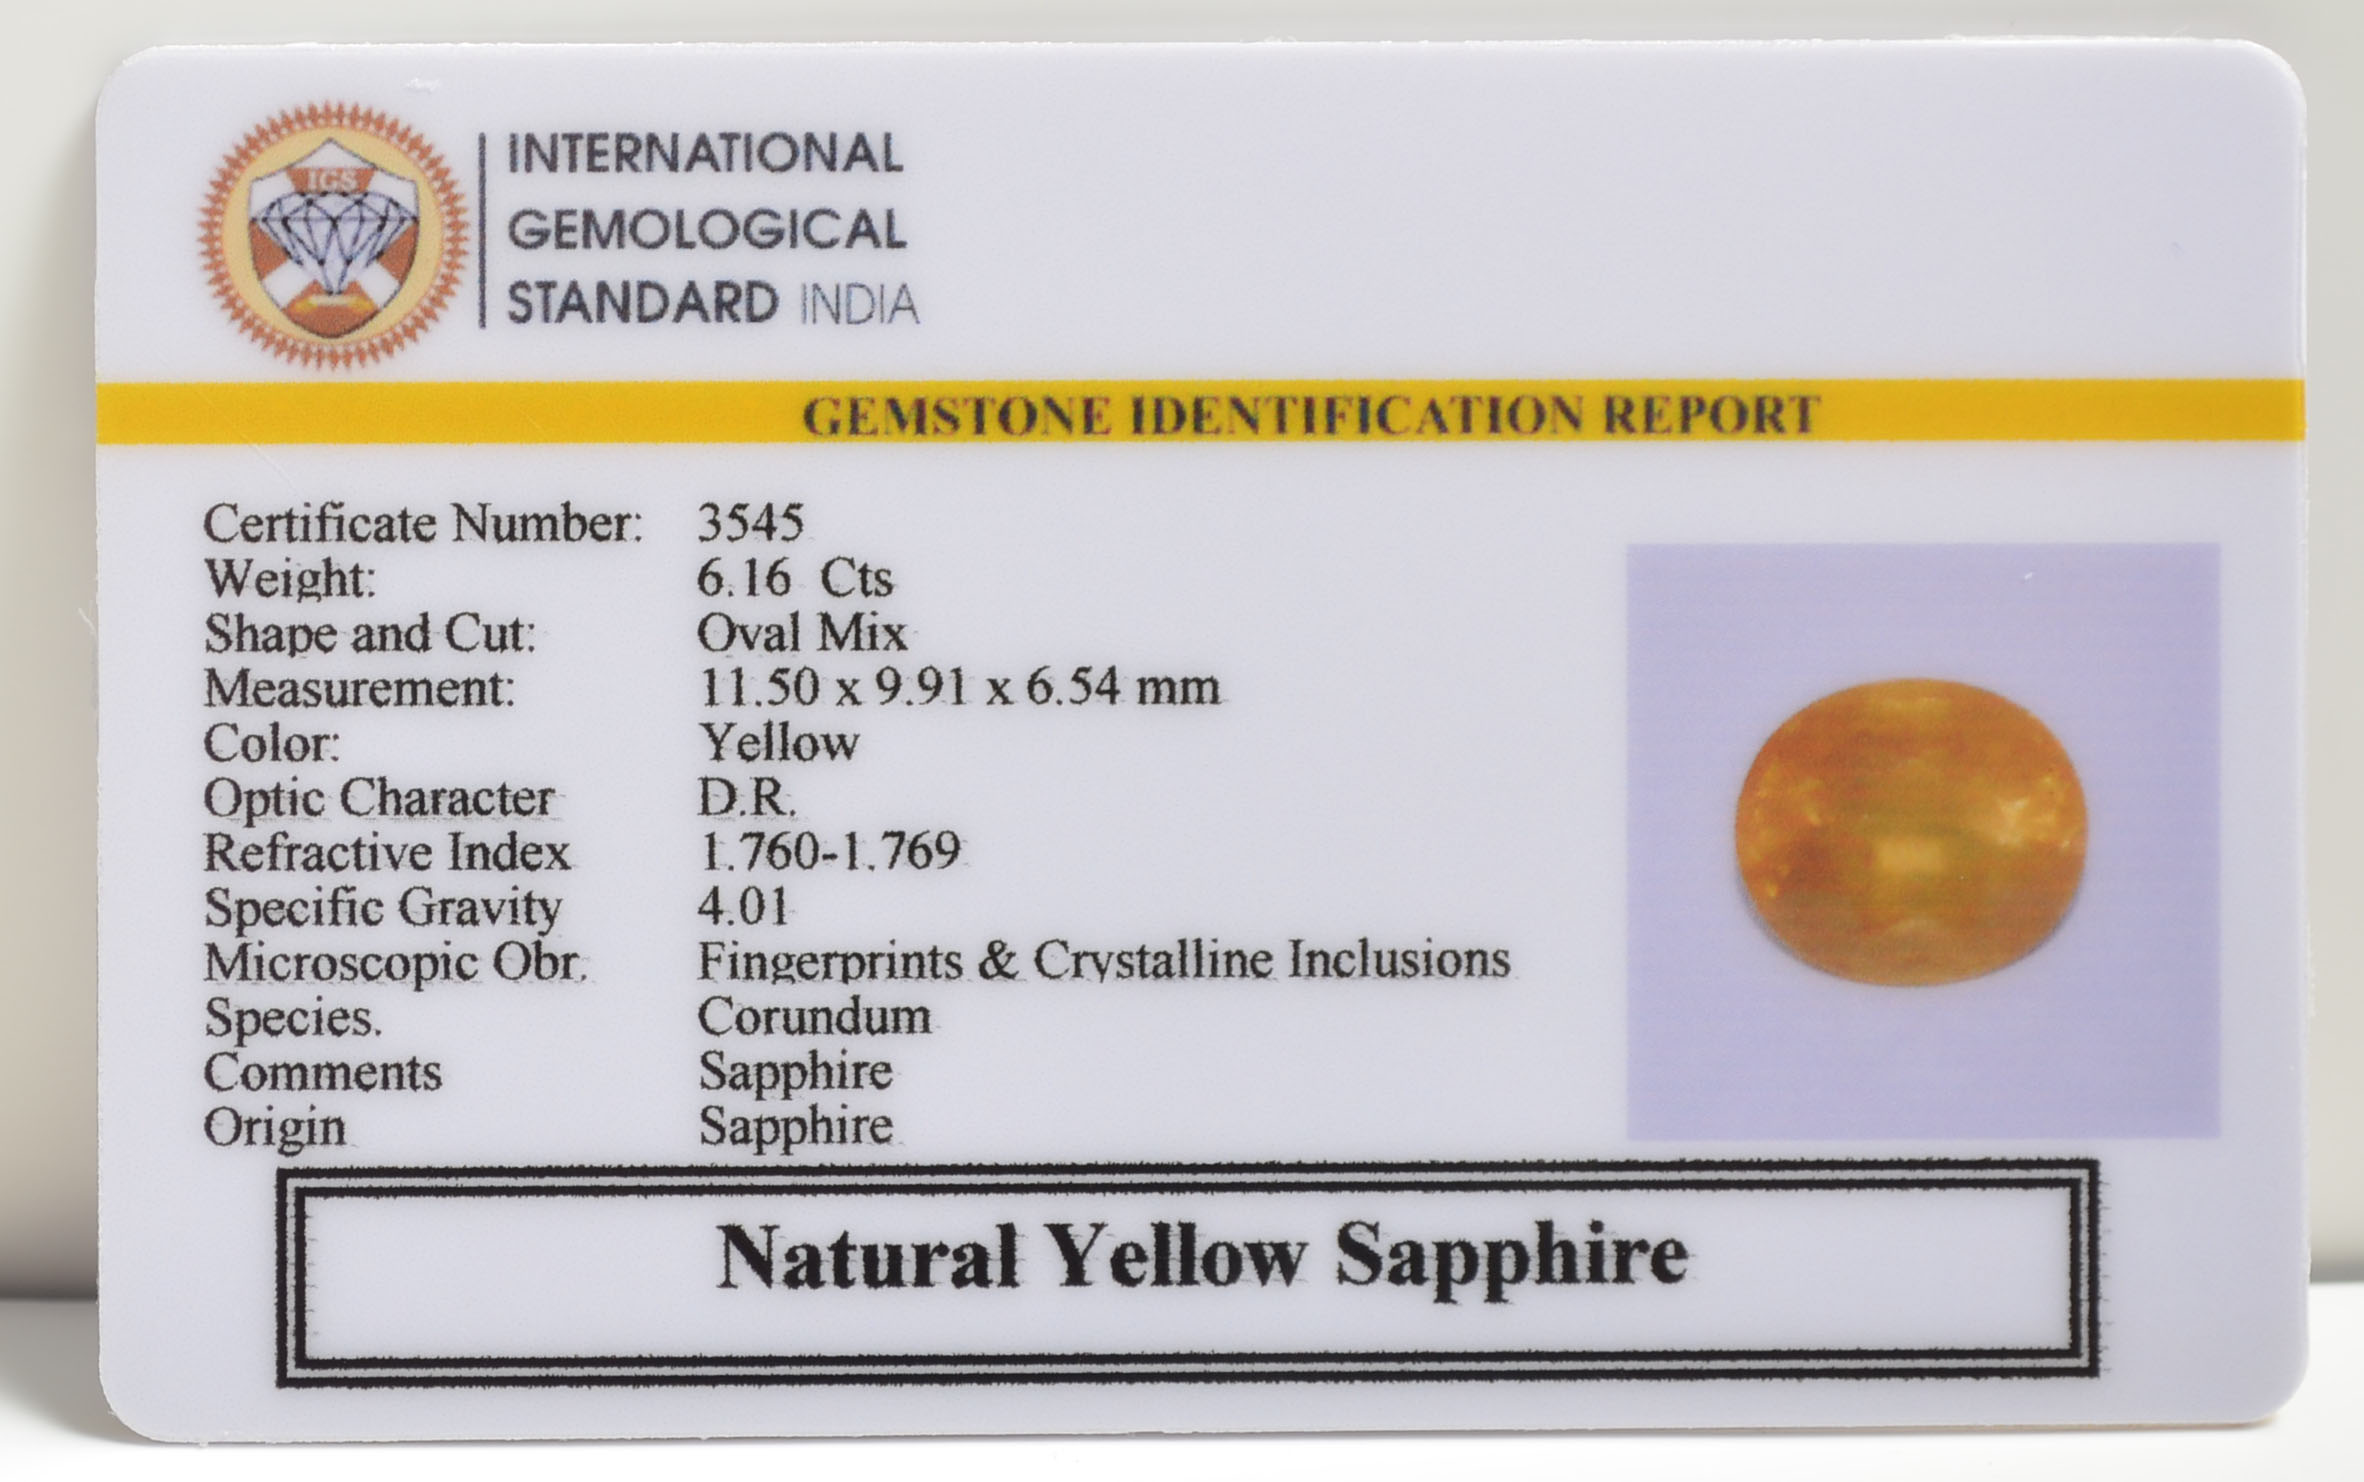 IGS
INTERNATIONAL
GEMOLOGICAL
STANDARD INDIA
GEMSTONE IDENTIFICATION REPORT
Certificate Number: 3545
Weight: 6.16 Cts
Shape and Cut: Oval Mix
Measurement: 11.50 x 9.91 x 6.54 mm
Color: Yellow
Optic Character D.R.
Refractive Index 1.760-1.769
Specific Gravity 4.01
Microscopic Obr. Fingerprints & Crystalline Inclusions
Species. Corundum
Comments Sapphire
Origin Sapphire
Natural Yellow Sapphire